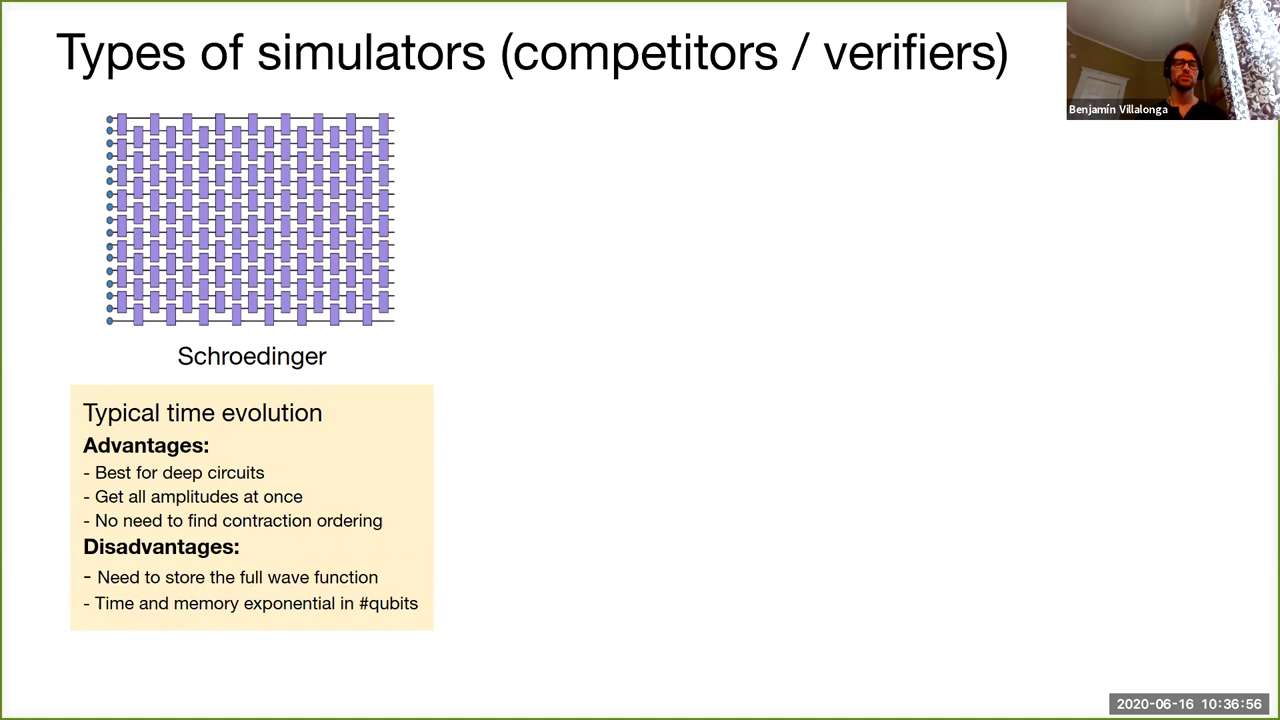 Types of simulators (competitors / verifiers)
Benjamín Villalonga
Schroedinger
Typical time evolution
Advantages:
- Best for deep circuits
- Get all amplitudes at once
- No need to find contraction ordering
Disadvantages:
- Need to store the full wave function
- Time and memory exponential in #qubits
2020-06-16 10:36:56